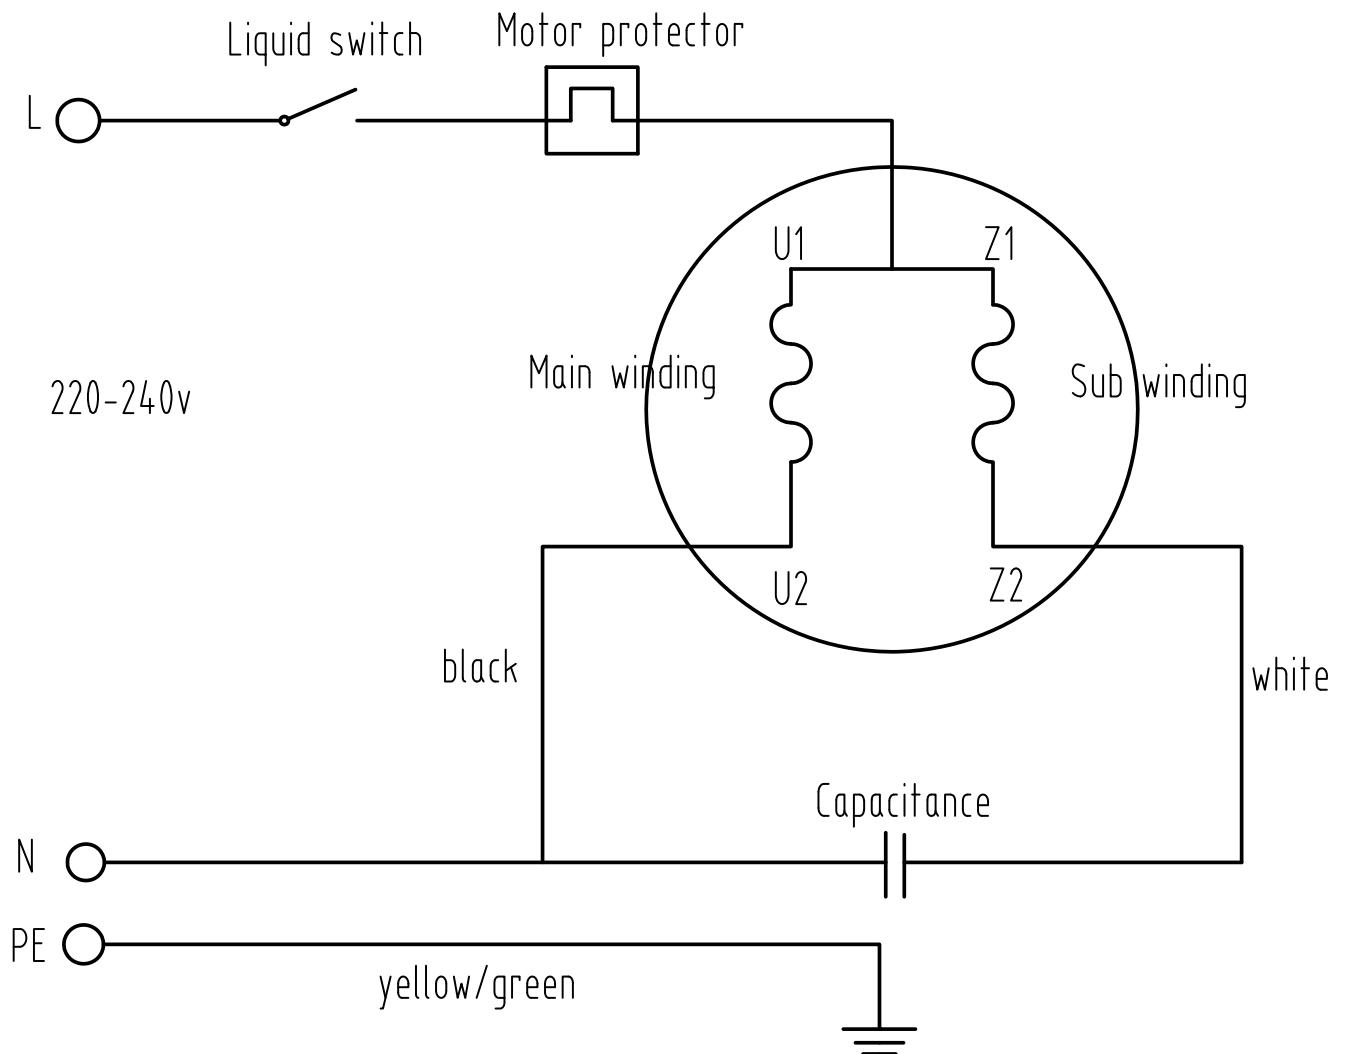 Liquid switch
Motor protector
L
U1
Z1
Main winding
Sub winding
220-240v
U2
Z2
black
white
Capacitance
N
PE
yellow/green